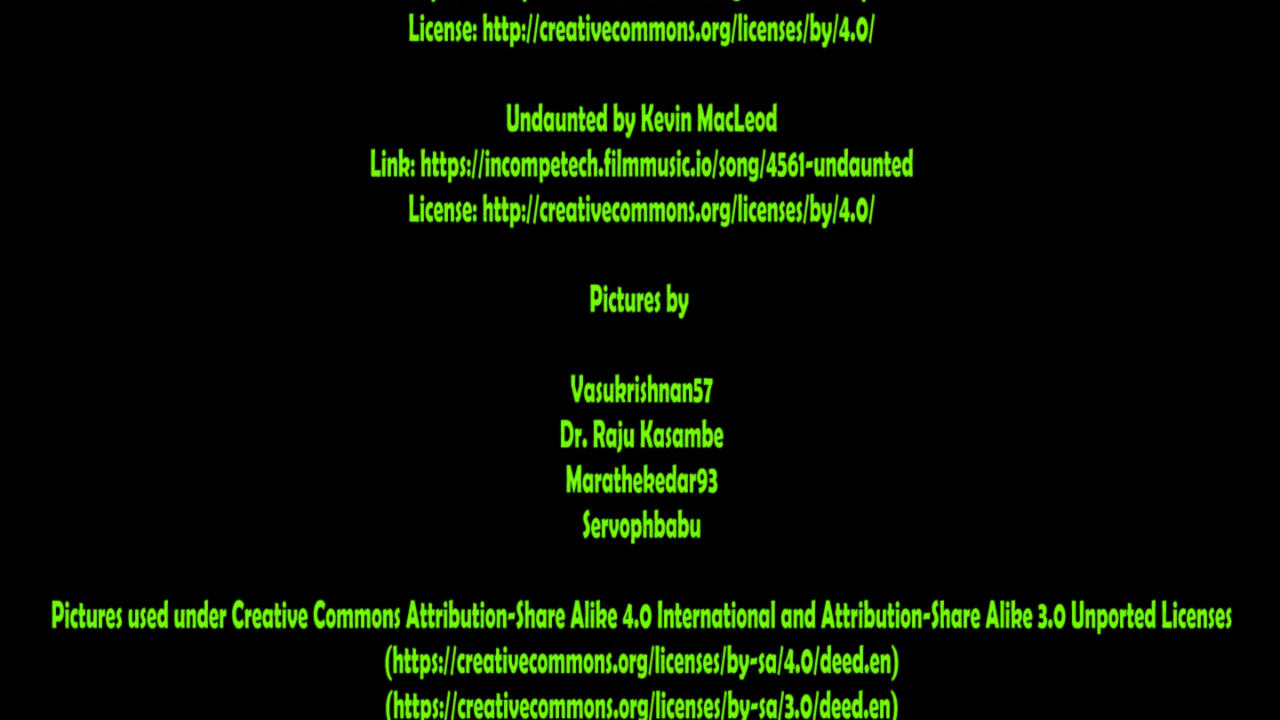 License: http://creativecommons.org/licenses/by/4.0/
Undaunted by Kevin MacLeod
Link: https://incompetech.filmmusic.io/song/4561-undaunted
License: http://creativecommons.org/licenses/by/4.0/
Pictures by
Vasukrishnan57
Dr. Raju Kasambe
Marathekedar93
Servophbabu
Pictures used under Creative Commons Attribution-Share Alike 4.0 International and Attribution-Share Alike 3.0 Unported Licenses
(https://creativecommons.org/licenses/by-sa/4.0/deed.en)
(https://creativecommons.org/licenses/by-sa/3.0/deed.en)